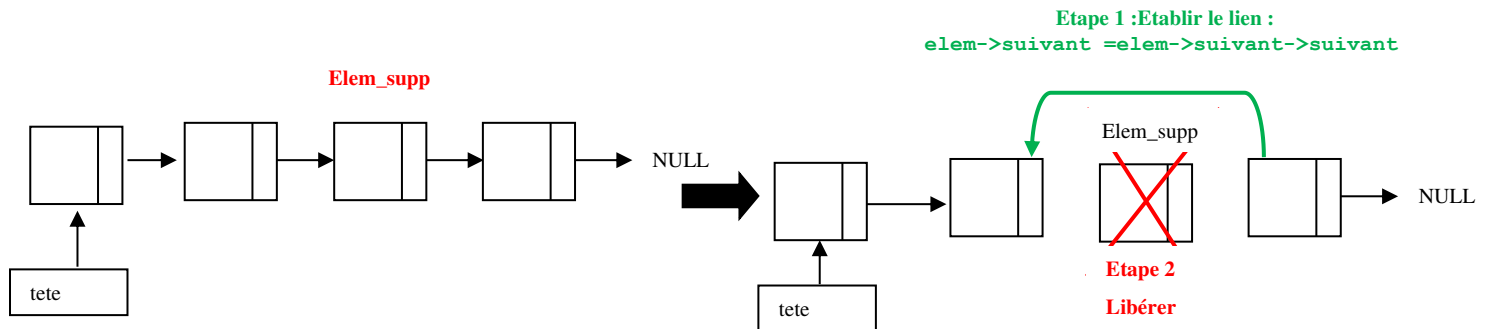 Etape 1 :Etablir le lien :
elem->suivant =elem->suivant->suivant
Elem_supp
Elem_supp
NULL
NULL
Etape 2
tete
tete
Libérer